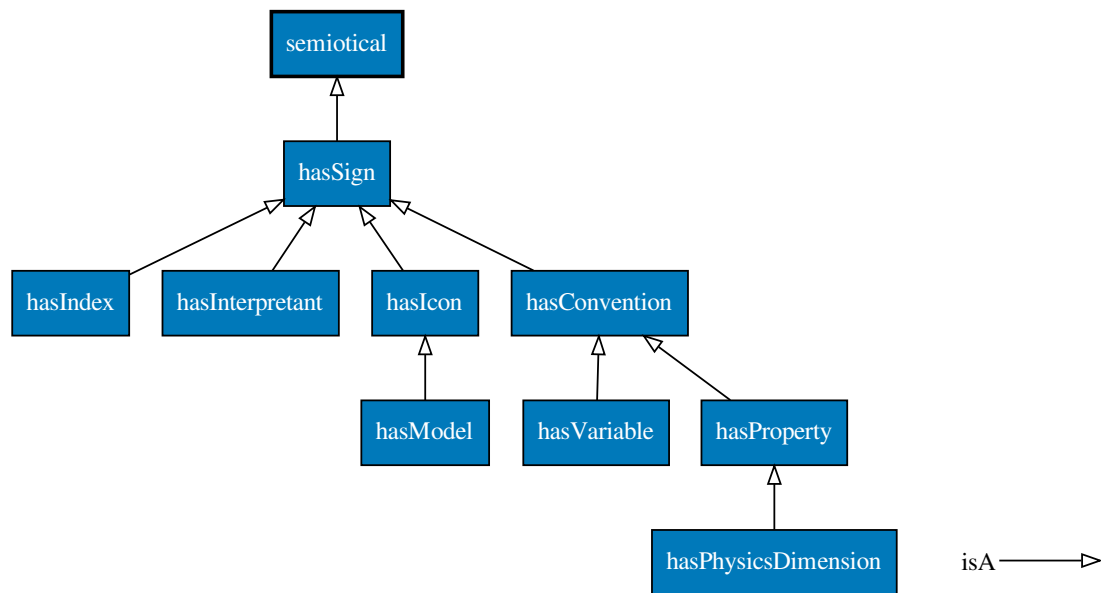 semiotical
hasSign
hasIndex
hasInterpretant
hasIcon
hasConvention
hasModel
hasVariable
hasProperty
hasPhysicsDimension
isA